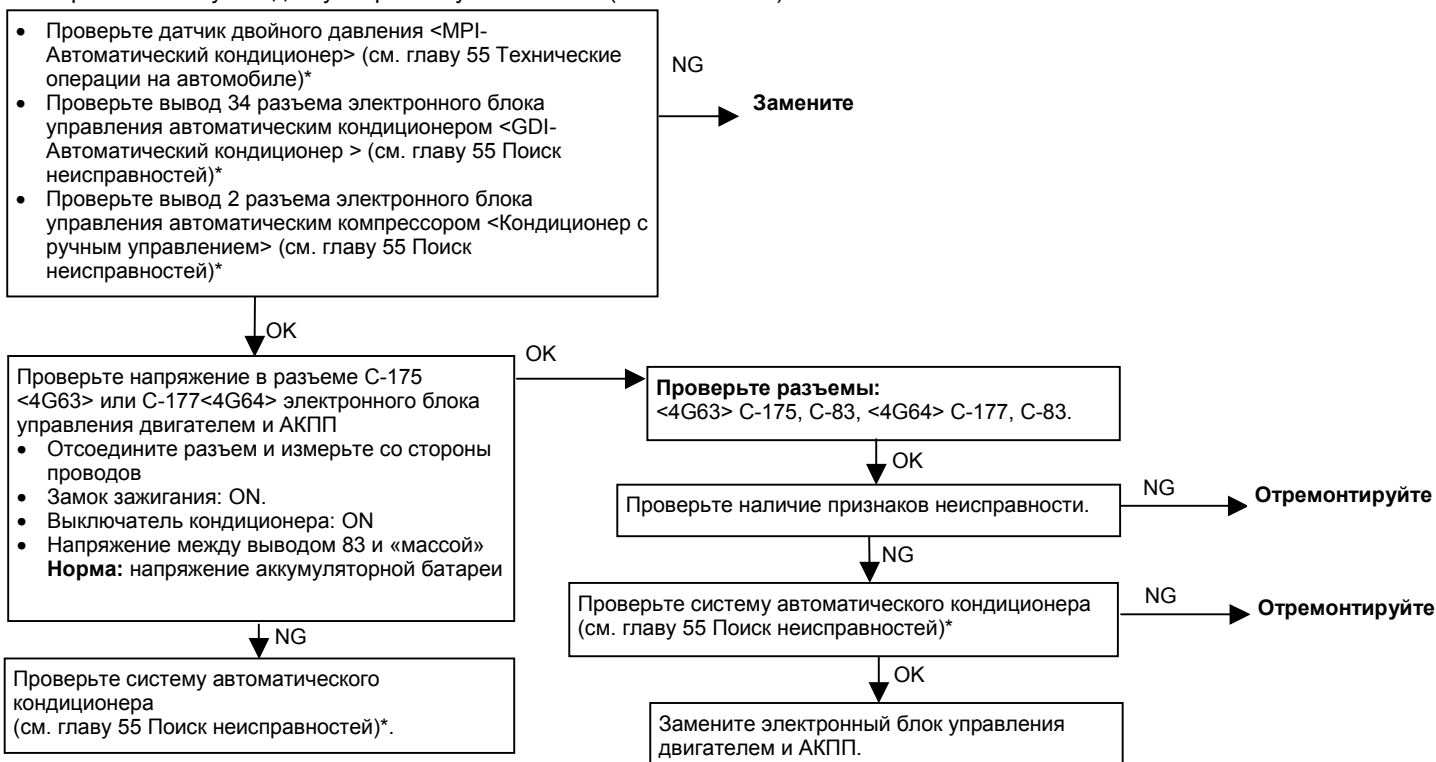 • Проверьте датчик двойного давления <MPI-
Автоматический кондиционер> (см. главу 55 Технические
операции на автомобиле)*
• Проверьте вывод 34 разъема электронного блока
управления автоматическим кондиционером <GDI-
Автоматический кондиционер > (см. главу 55 Поиск
неисправностей)*
• Проверьте вывод 2 разъема электронного блока
управления автоматическим компрессором <Кондиционер с
ручным управлением> (см. главу 55 Поиск
неисправностей)*
NG
Замените
OK
Проверьте напряжение в разъеме C-175
<4G63> или C-177<4G64> электронного блока
управления двигателем и АКПП
• Отсоедините разъем и измерьте со стороны
проводов
• Замок зажигания: ON.
• Выключатель кондиционера: ON
• Напряжение между выводом 83 и «массой»
Норма: напряжение аккумуляторной батареи
OK
Проверьте разъемы:
<4G63> C-175, C-83, <4G64> C-177, C-83.
OK
Проверьте наличие признаков неисправности.
NG
Отремонтируйте
NG
Проверьте систему автоматического кондиционера
(см. главу 55 Поиск неисправностей)*
NG
Отремонтируйте
OK
Замените электронный блок управления
двигателем и АКПП.
NG
Проверьте систему автоматического
кондиционера
(см. главу 55 Поиск неисправностей)*.